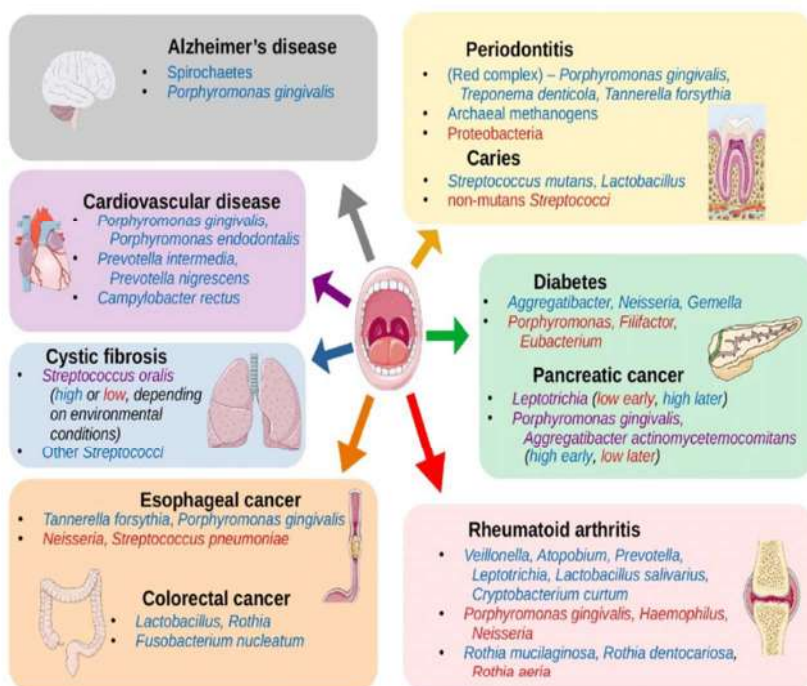 Alzheimer's disease
• Spirochaetes
• Porphyromonas gingivalis
Periodontitis
• (Red complex) – Porphyromonas gingivalis,
Treponema denticola, Tannerella forsythia
• Archaeal methanogens
• Proteobacteria
Caries
• Streptococcus mutans, Lactobacillus
• non-mutans Streptococci
Cardiovascular disease
• Porphyromonas gingivalis,
Porphyromonas endodontalis
• Prevotella intermedia,
Prevotella nigrescens
• Campylobacter rectus
Diabetes
• Aggregatibacter, Neisseria, Gemella
• Porphyromonas, Filifactor,
Eubacterium
Pancreatic cancer
• Leptotrichia (low early, high later)
• Porphyromonas gingivalis,
Aggregatibacter actinomycetemcomitans
(high early, low later)
Cystic fibrosis
• Streptococcus oralis
(high or low, depending
on environmental
conditions)
• Other Streptococci
Esophageal cancer
• Tannerella forsythia, Porphyromonas gingivalis
• Neisseria, Streptococcus pneumoniae
Colorectal cancer
• Lactobacillus, Rothia
• Fusobacterium nucleatum
Rheumatoid arthritis
• Veillonella, Atopobium, Prevotella,
Leptotrichia, Lactobacillus salivarius,
Cryptobacterium curtum
• Porphyromonas gingivalis, Haemophilus,
Neisseria
• Rothia mucilaginosa, Rothia dentocariosa,
Rothia aeria